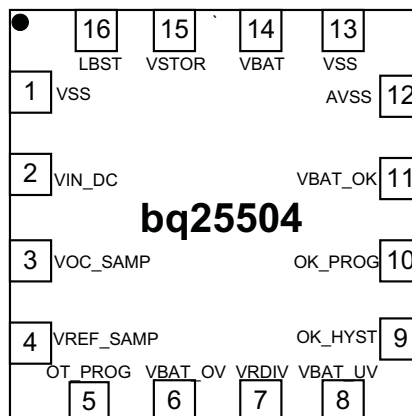 16 15 14 13
LBST VSTOR VBAT VSS
1 VSS
AVSS 12
2 VIN_DC
VBAT_OK 11
bq25504
3 VOC_SAMP
OK_PROG 10
4 VREF_SAMP
OK_HYST 9
OT_PROG VBAT_OV VRDIV VBAT_UV
5 6 7 8